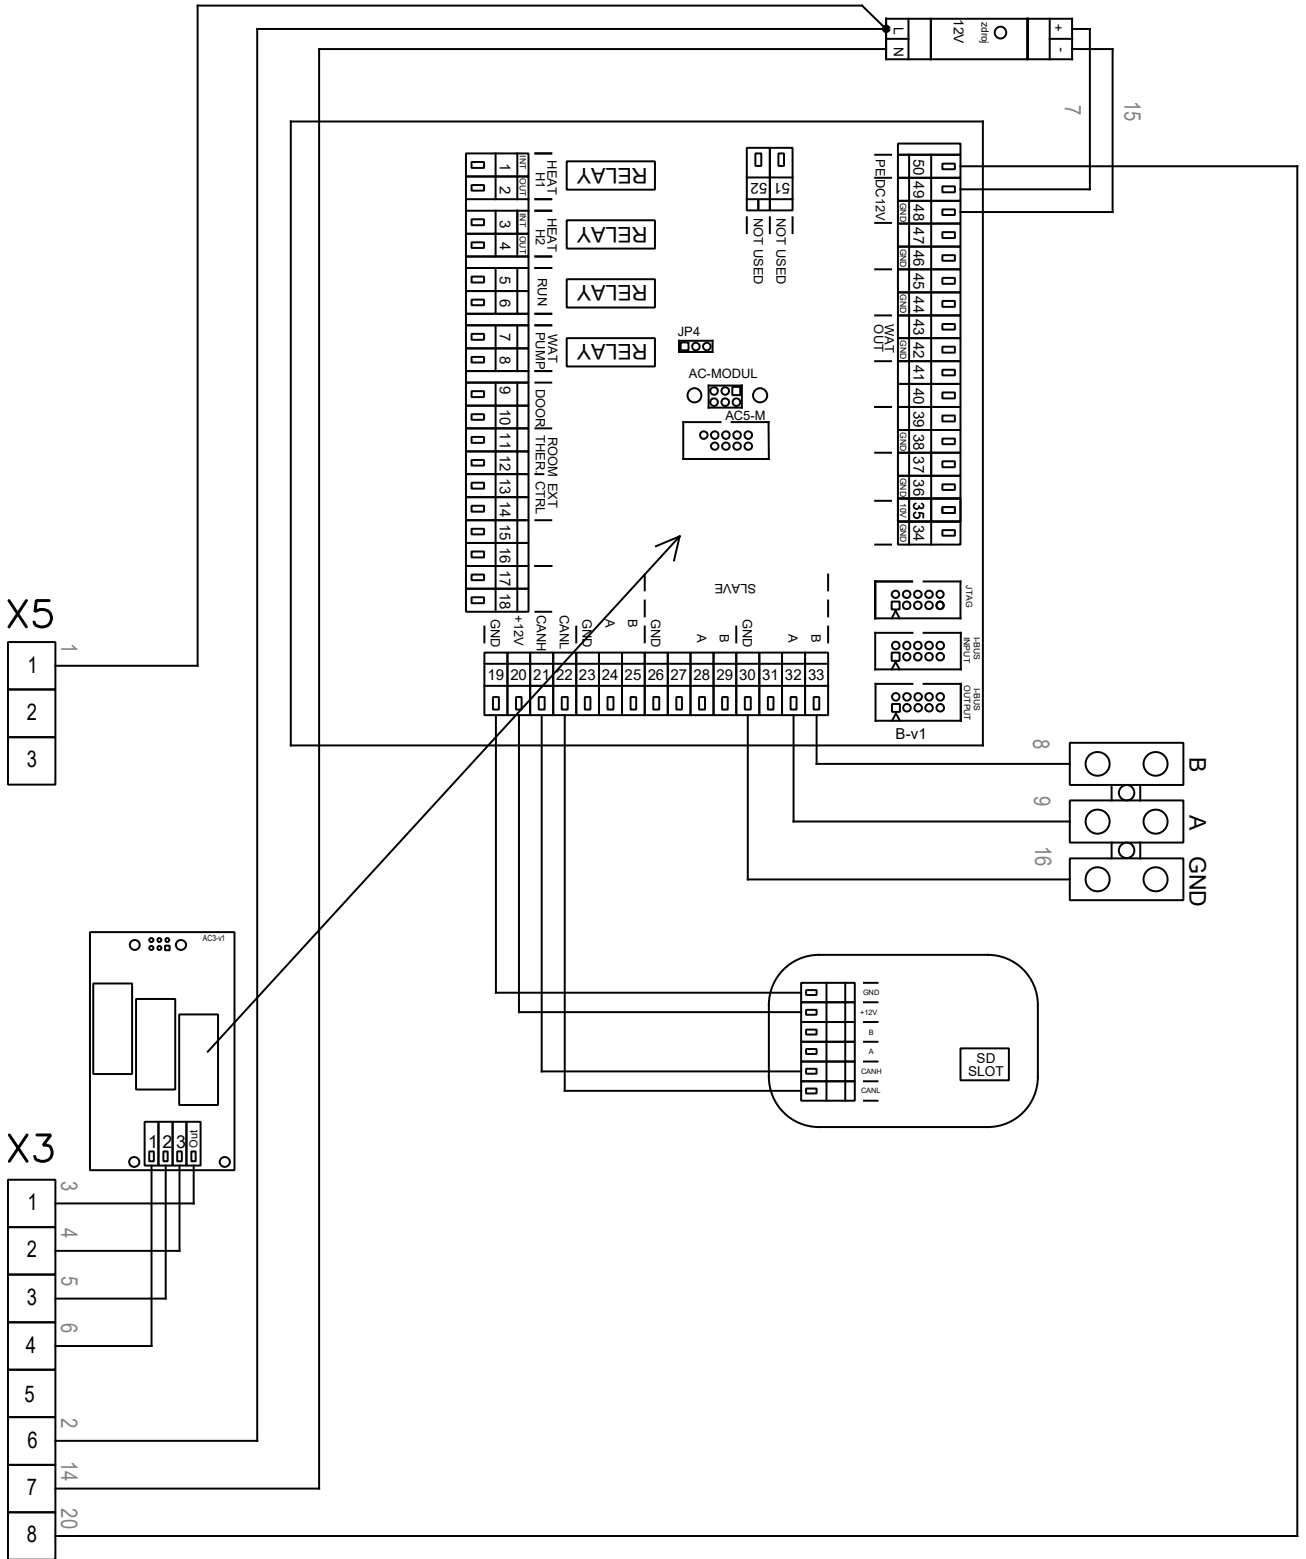 L
N
12V
zdroj
+
-
7
15
1 INT
2 OUT
HEAT
H1
RELAY
3 INT
4 OUT
HEAT
H2
RELAY
5
6
RUN
RELAY
7
8
WAT
PUMP
RELAY
9
10
DOOR
11
12
ROOM
THER.
13
14
EXT
CTRL
15
16
17
18
52
51
NOT USED
NOT USED
JP4
AC-MODUL
AC5-M
PE
DC12V
50
49
48 GND
47
46 GND
45
44 GND
43
42 GND
WAT
OUT
41
40
39
38 GND
37
36 GND
35 10V
34 GND
SLAVE
JTAG
I-BUS
INPUT
I-BUS
OUTPUT
B-v1
GND
+12V
CANH
CANL
GND
A
B
GND
A
B
GND
A
B
19 20 21 22 23 24 25 26 27 28 29 30 31 32 33
X5
1
1
2
3
8
B
9
A
16
GND
AC3-v1
1 2 3 Out
GND
+12V
B
A
CANH
CANL
SD
SLOT
X3
1
3
2
4
3
5
4
6
5
6
2
7
14
8
20